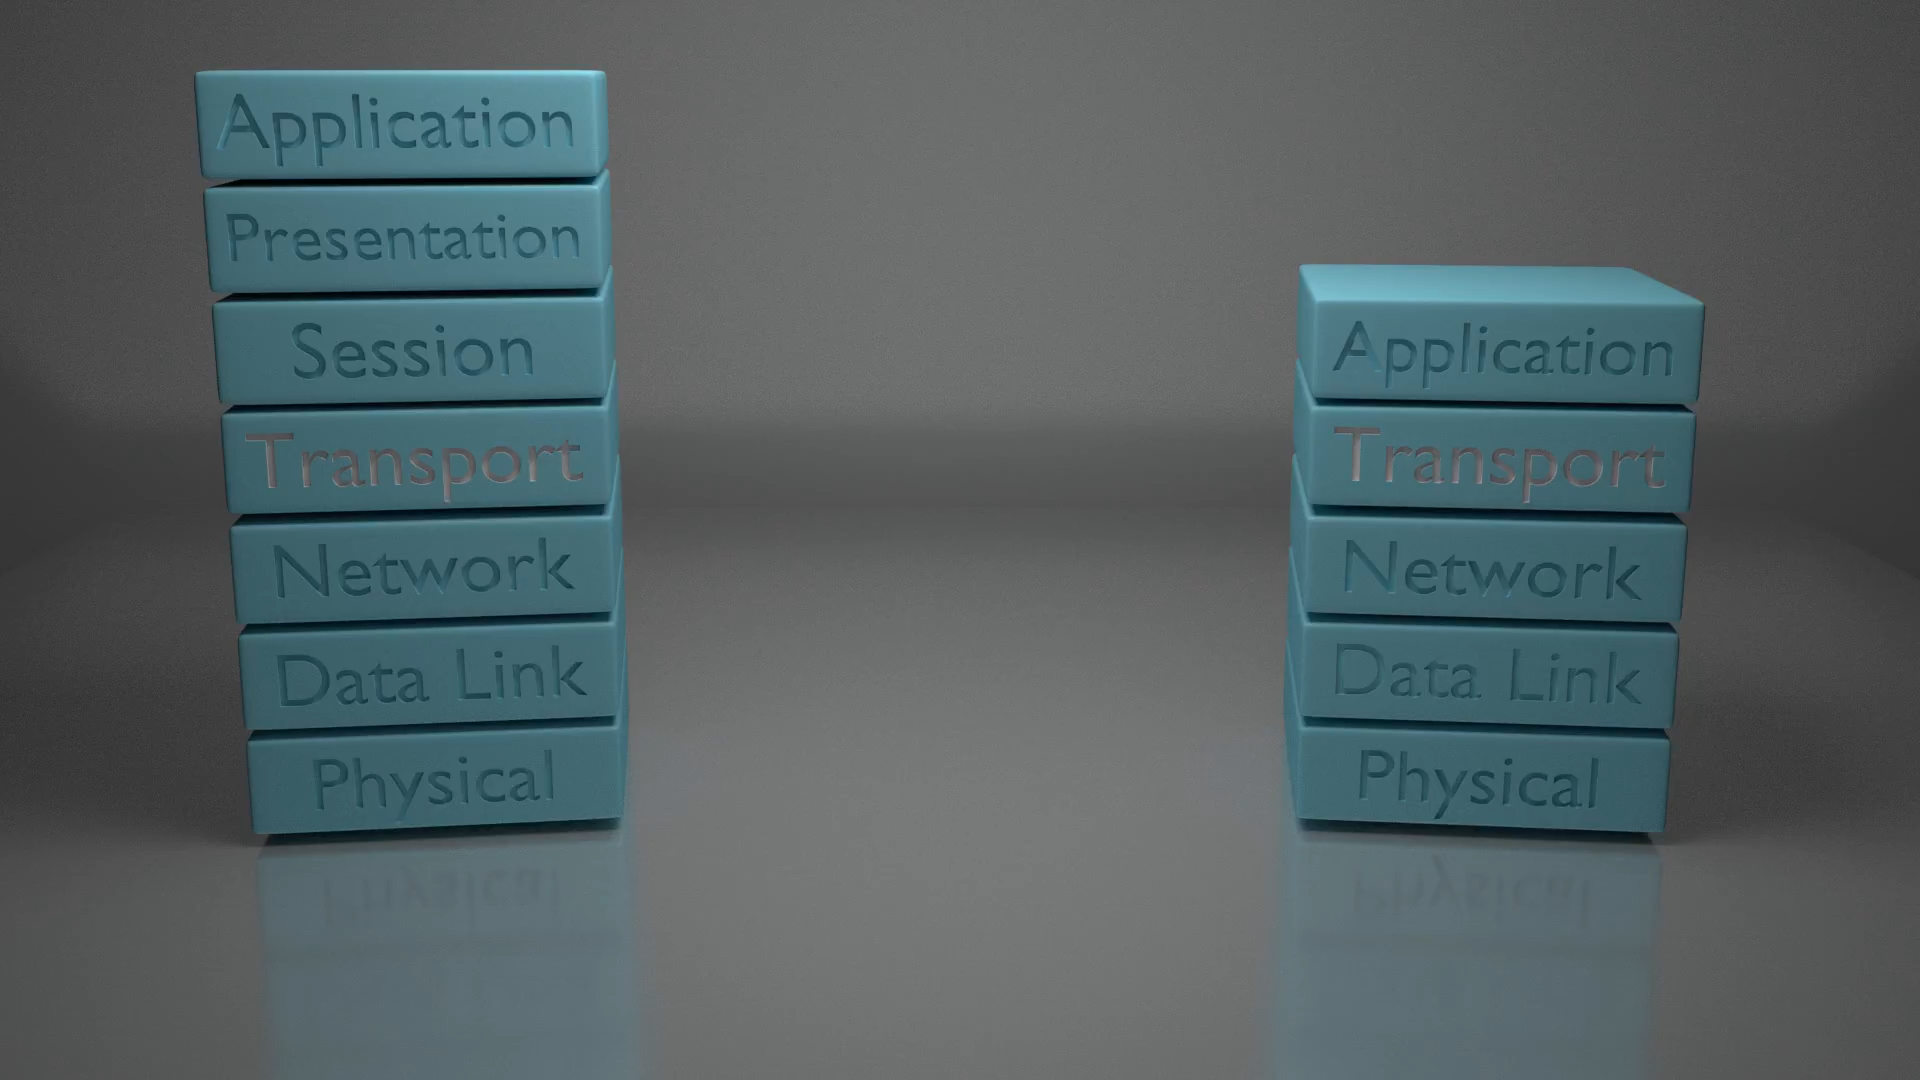 Application
Presentation
Session
Transport
Network
Data Link
Physical
Application
Transport
Network
Data Link
Physical